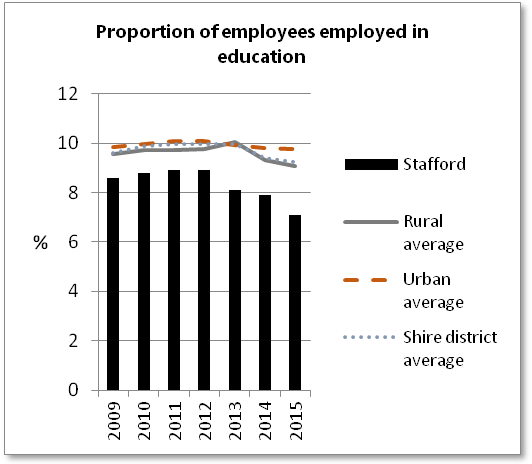 Proportion of employees employed in
education
12
10
8
6
4
2
0
%
2009
2010
2011
2012
2013
2014
2015
Stafford
Rural
average
Urban
average
Shire district
average